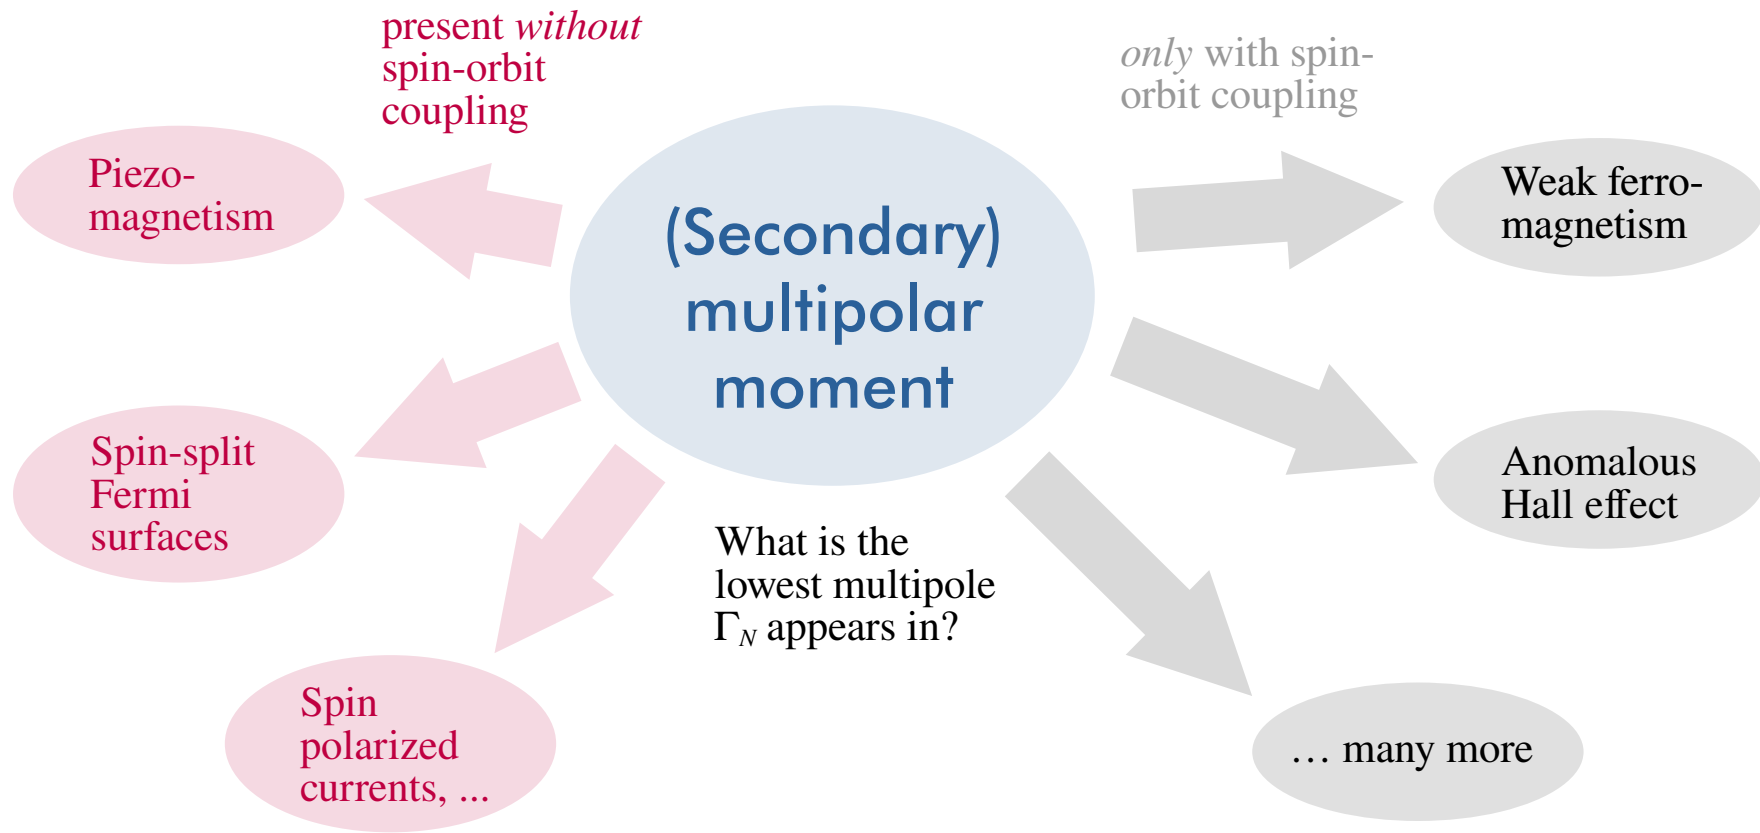 present without
spin-orbit
coupling
only with spin-
orbit coupling
Piezo-
magnetism
(Secondary)
multipolar
moment
Weak ferro-
magnetism
Spin-split
Fermi
surfaces
Anomalous
Hall effect
What is the
lowest multipole
Γ_N appears in?
Spin
polarized
currents, ...
… many more